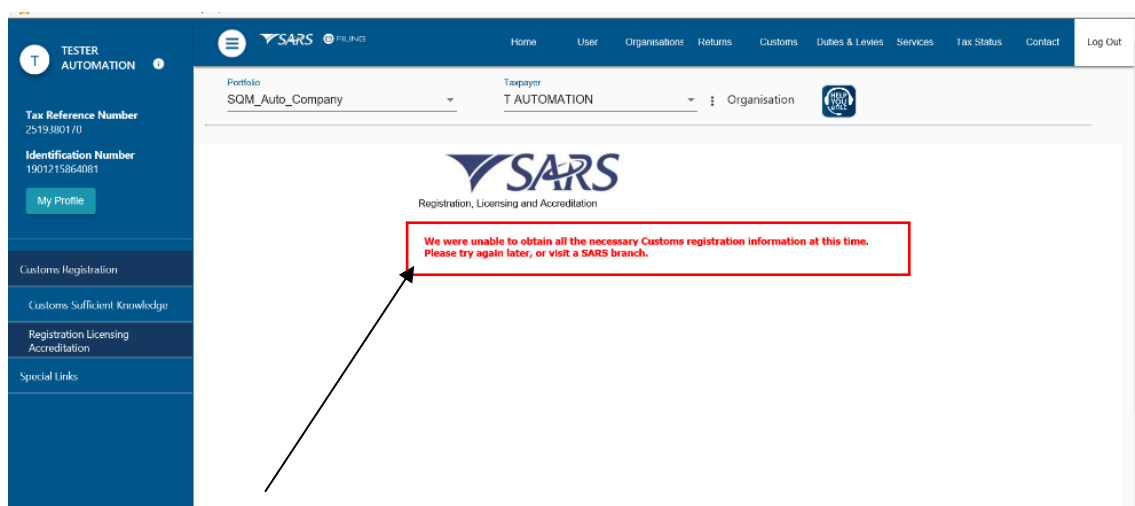 T
TESTER
AUTOMATION
Tax Reference Number
2519380170
Identification Number
1901215864081
My Profile
Customs Registration
Customs Sufficient Knowledge
Registration Licensing
Accreditation
Special Links
SARS eFILING
Home User Organisations Returns Customs Duties & Levies Services Tax Status Contact Log Out
Portfolio
SQM_Auto_Company
Taxpayer
T AUTOMATION
Organisation
HELP
YOU
SARS
Registration, Licensing and Accreditation
We were unable to obtain all the necessary Customs registration information at this time.
Please try again later, or visit a SARS branch.